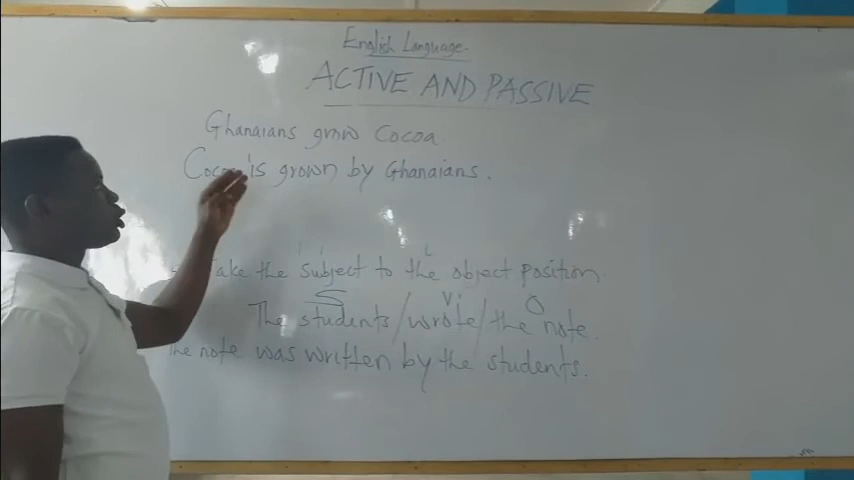 English Language.
ACTIVE AND PASSIVE
Ghanaians grow Cocoa
Cocoa is grown by Ghanaians.
Take the subject to the object position.
S V O
The students / wrote / the note.
The note was written by the students.